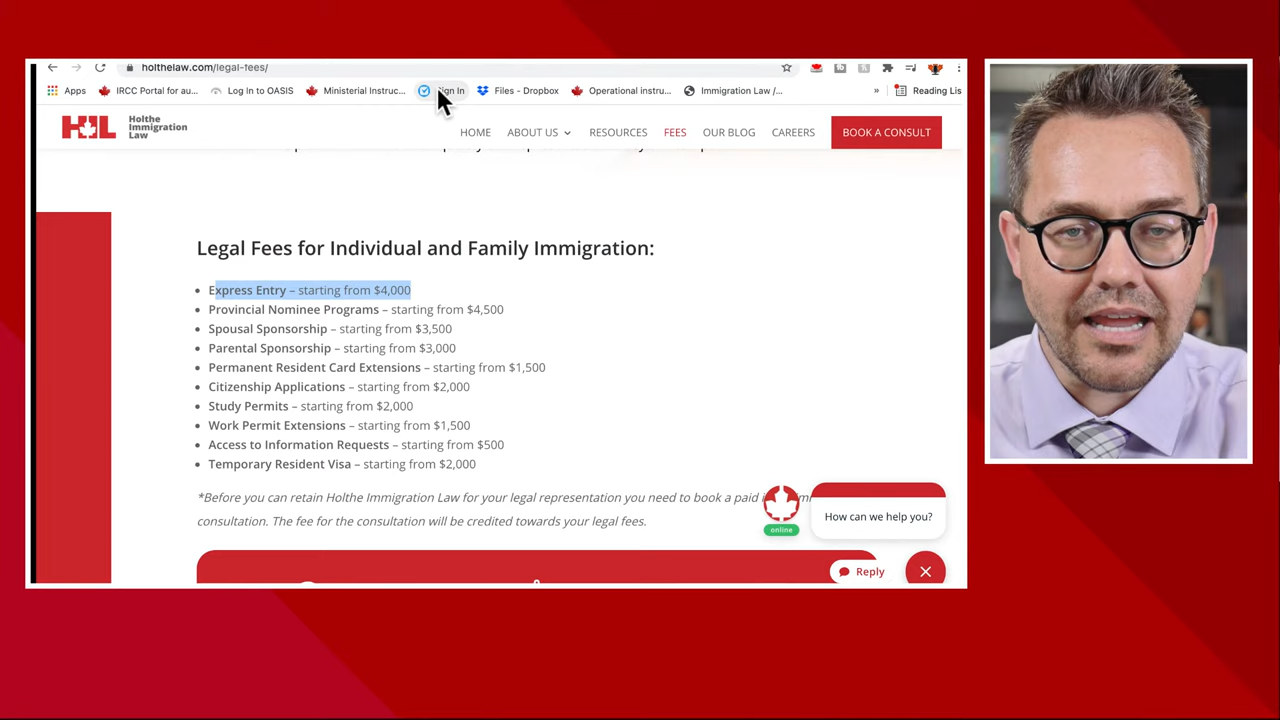 holthelaw.com/legal-fees/
Apps IRCC Portal for au... Log In to OASIS Ministerial Instruc... In Files - Dropbox Operational instru... Immigration Law /... » Reading Lis
HIL Holthe Immigration Law HOME ABOUT US RESOURCES FEES OUR BLOG CAREERS BOOK A CONSULT
Legal Fees for Individual and Family Immigration:
• Express Entry – starting from $4,000
• Provincial Nominee Programs – starting from $4,500
• Spousal Sponsorship – starting from $3,500
• Parental Sponsorship – starting from $3,000
• Permanent Resident Card Extensions – starting from $1,500
• Citizenship Applications – starting from $2,000
• Study Permits – starting from $2,000
• Work Permit Extensions – starting from $1,500
• Access to Information Requests – starting from $500
• Temporary Resident Visa – starting from $2,000
*Before you can retain Holthe Immigration Law for your legal representation you need to book a paid
consultation. The fee for the consultation will be credited towards your legal fees.
How can we help you?
online
Reply